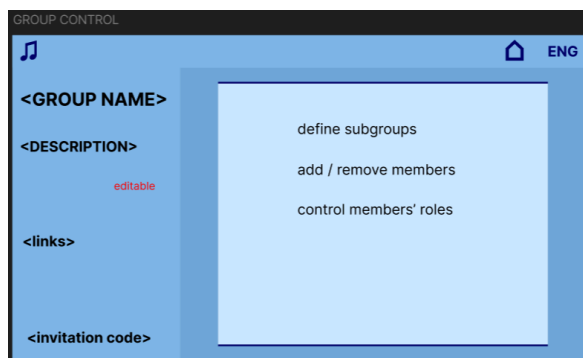 GROUP CONTROL
ENG
<GROUP NAME>
<DESCRIPTION>
editable
<links>
<invitation code>
define subgroups
add / remove members
control members’ roles